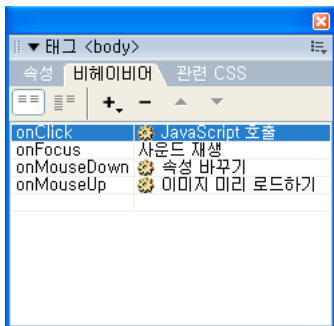 ▼ 태그 <body>
속성 비헤이비어 관련 CSS
onClick JavaScript 호출
onFocus 사운드 재생
onMouseDown 속성 바꾸기
onMouseUp 이미지 미리 로드하기